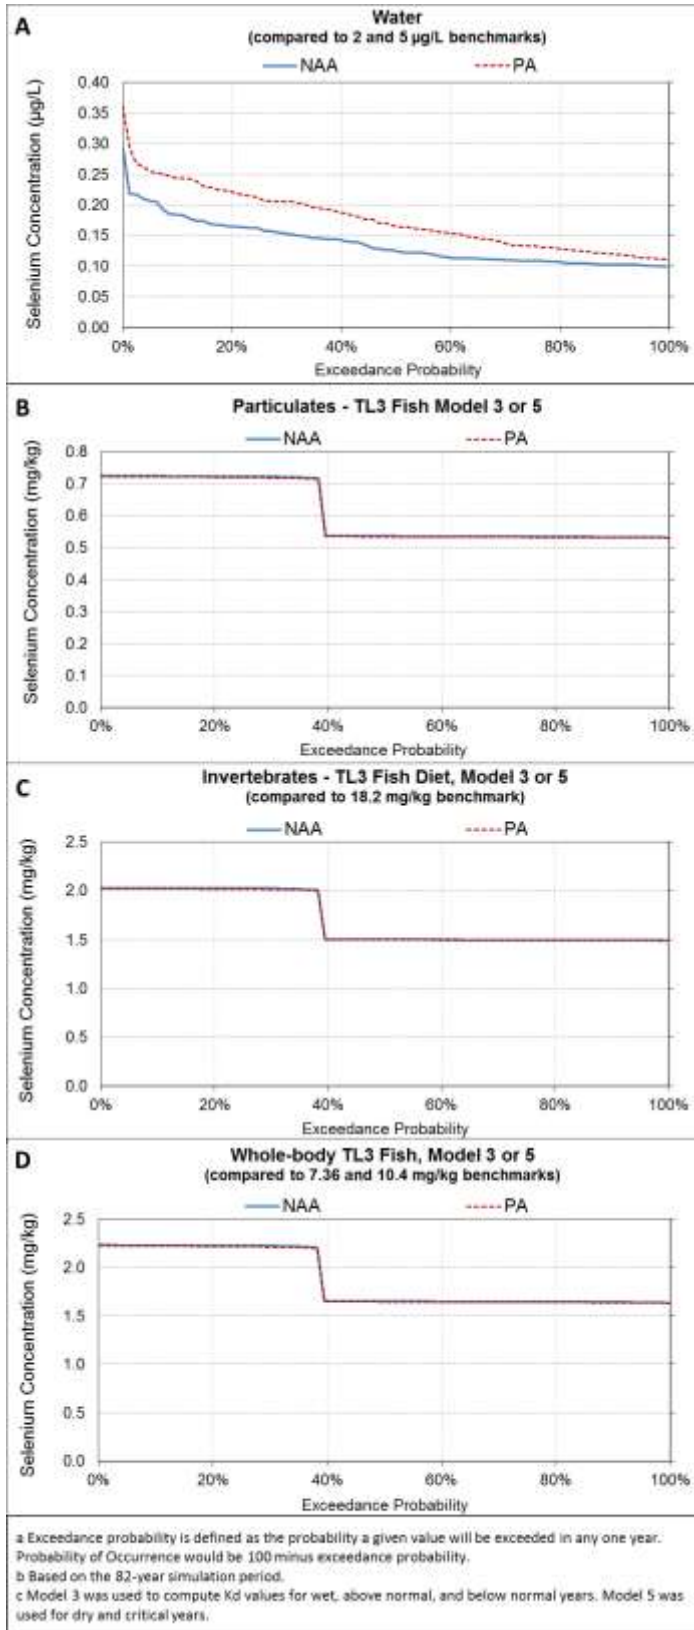 A
Water
(compared to 2 and 5 µg/L benchmarks)
NAA
PA
Selenium Concentration (µg/L)
0.40
0.35
0.30
0.25
0.20
0.15
0.10
0.05
0.00
0% 20% 40% 60% 80% 100%
Exceedance Probability
B
Particulates - TL3 Fish Model 3 or 5
NAA
PA
Selenium Concentration (mg/kg)
0.8
0.7
0.6
0.5
0.4
0.3
0.2
0.1
0.0
0% 20% 40% 60% 80% 100%
Exceedance Probability
C
Invertebrates - TL3 Fish Diet, Model 3 or 5
(compared to 18.2 mg/kg benchmark)
NAA
PA
Selenium Concentration (mg/kg)
2.5
2.0
1.5
1.0
0.5
0.0
0% 20% 40% 60% 80% 100%
Exceedance Probability
D
Whole-body TL3 Fish, Model 3 or 5
(compared to 7.36 and 10.4 mg/kg benchmarks)
NAA
PA
Selenium Concentration (mg/kg)
2.5
2.0
1.5
1.0
0.5
0.0
0% 20% 40% 60% 80% 100%
Exceedance Probability
a Exceedance probability is defined as the probability a given value will be exceeded in any one year.
Probability of Occurrence would be 100 minus exceedance probability.
b Based on the 82-year simulation period.
c Model 3 was used to compute Kd values for wet, above normal, and below normal years. Model 5 was
used for dry and critical years.